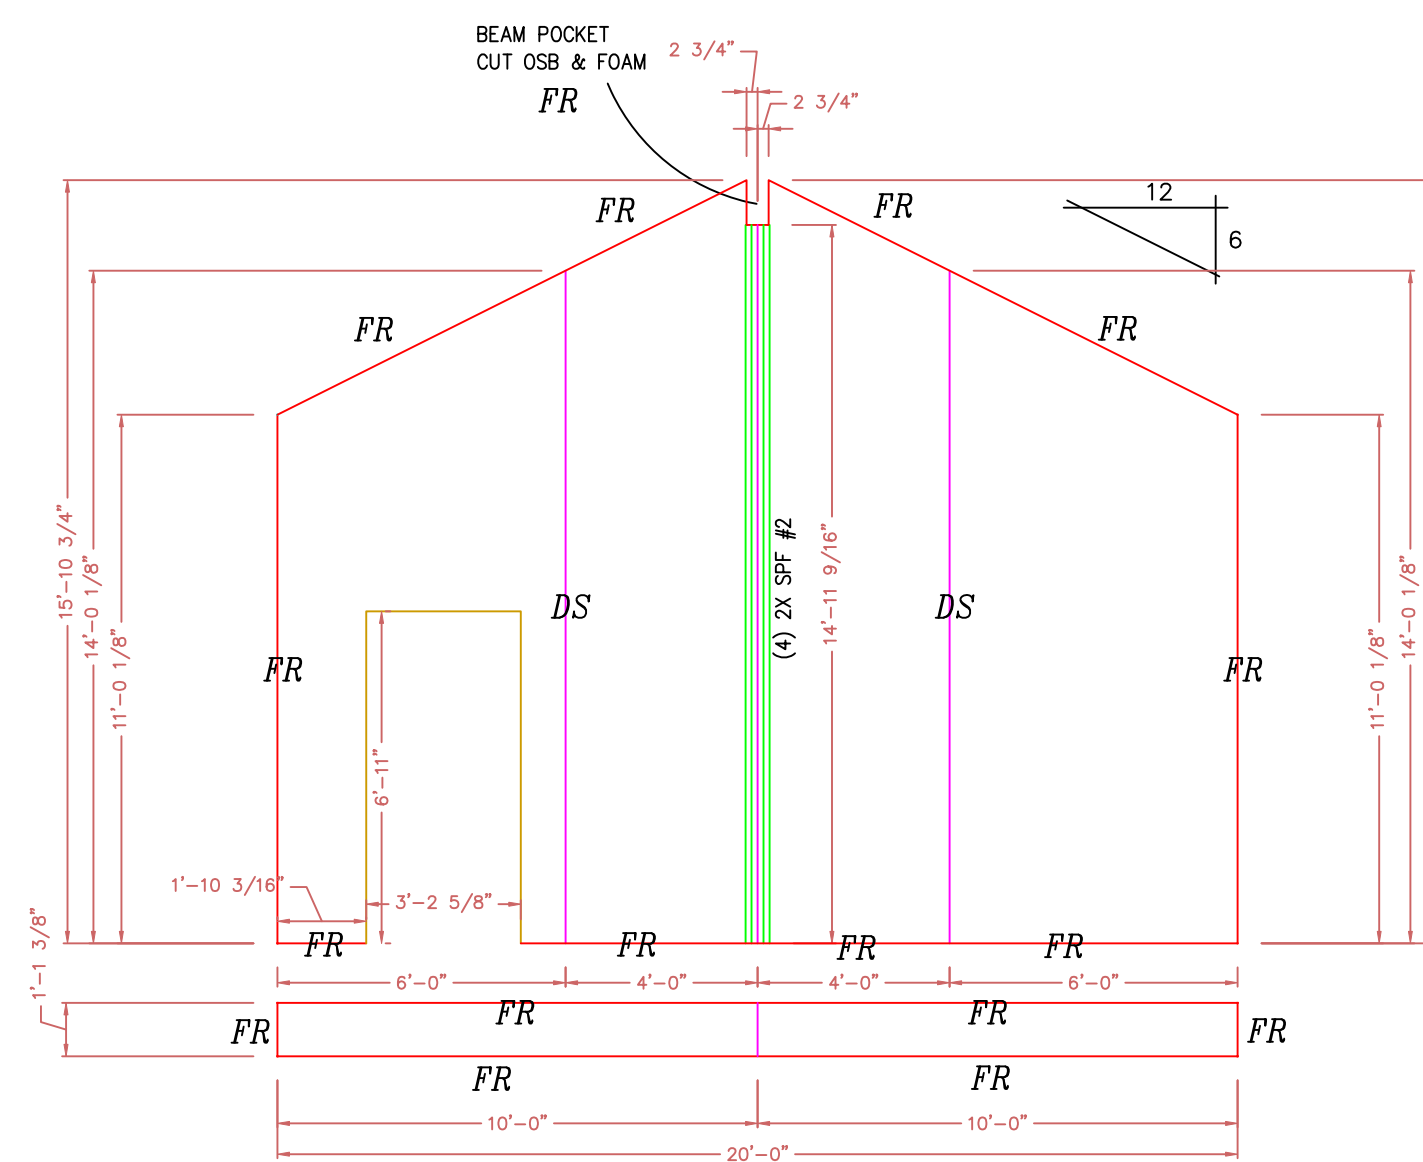 BEAM POCKET
CUT OSB & FOAM
2 3/4"
FR
2 3/4"
FR
FR
12
6
FR
FR
15'-10 3/4"
14'-0 1/8"
11'-0 1/8"
DS
(4) 2X SPF #2
14'-11 9/16"
DS
14'-0 1/8"
11'-0 1/8"
FR
FR
6'-11"
1'-10 3/16"
3'-2 5/8"
FR
FR
FR
FR
1'-1 3/8"
6'-0"
4'-0"
4'-0"
6'-0"
FR
FR
FR
FR
FR
FR
10'-0"
10'-0"
20'-0"